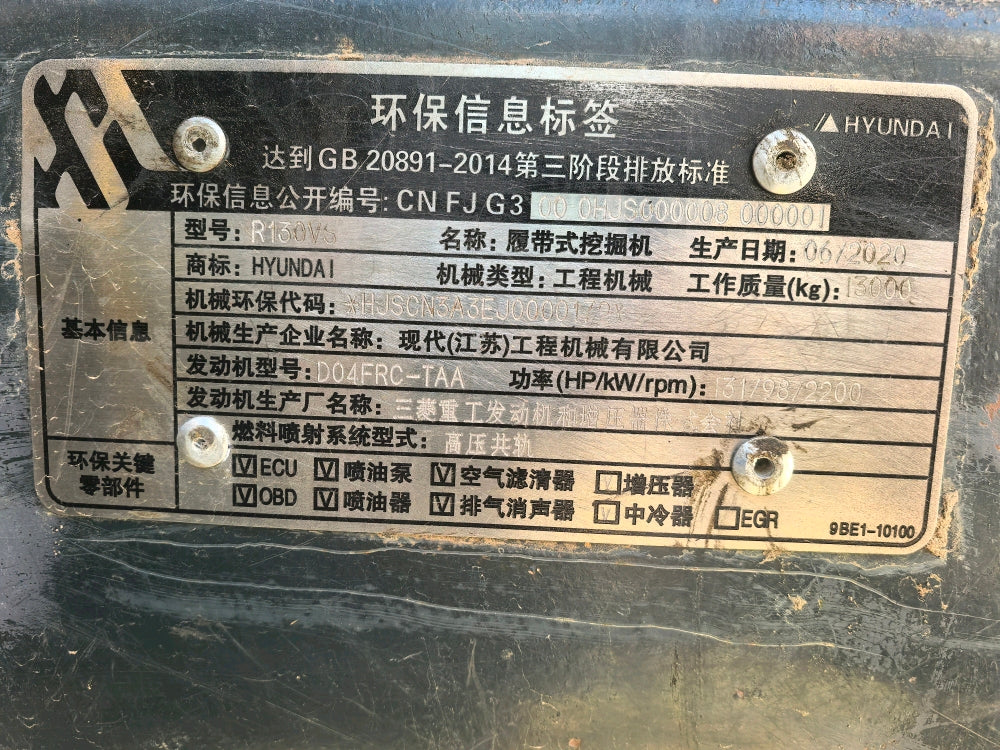 环保信息标签
HYUNDAI
达到GB 20891-2014第三阶段排放标准
环保信息公开编号: CN FJ G3 00 0HJS000008 000001
基本信息
型号: R130VS 名称: 履带式挖掘机 生产日期: 06/2020
商标: HYUNDAI 机械类型: 工程机械 工作质量(kg): 13000
机械环保代码:
机械生产企业名称: 现代(江苏)工程机械有限公司
发动机型号: D04FRC-TAA 功率(HP/kW/rpm): 131/98/2200
发动机生产厂名称: 三菱重工发动机和增压器
燃料喷射系统型式: 高压共轨
环保关键零部件
☑ECU ☑喷油泵 ☑空气滤清器 ☑增压器
☑OBD ☑喷油器 ☑排气消声器 ☑中冷器 □EGR
9BE1-10100